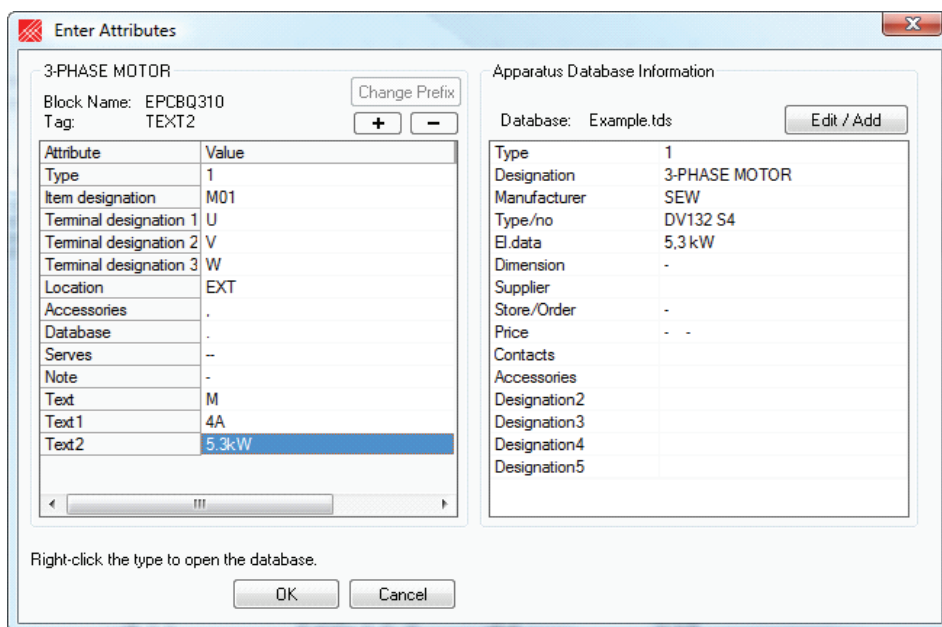 Enter Attributes
X
3-PHASE MOTOR
Change Prefix
Block Name: EPCBQ310
Tag: TEXT2
+ -
Attribute Value
Type 1
Item designation M01
Terminal designation 1 U
Terminal designation 2 V
Terminal designation 3 W
Location EXT
Accessories .
Database .
Serves --
Note -
Text M
Text1 4A
Text2 5.3kW
Apparatus Database Information
Database: Example.tds Edit / Add
Type 1
Designation 3-PHASE MOTOR
Manufacturer SEW
Type/no DV132 S4
El.data 5,3 kW
Dimension -
Supplier
Store/Order -
Price - -
Contacts
Accessories
Designation2
Designation3
Designation4
Designation5
Right-click the type to open the database.
OK Cancel